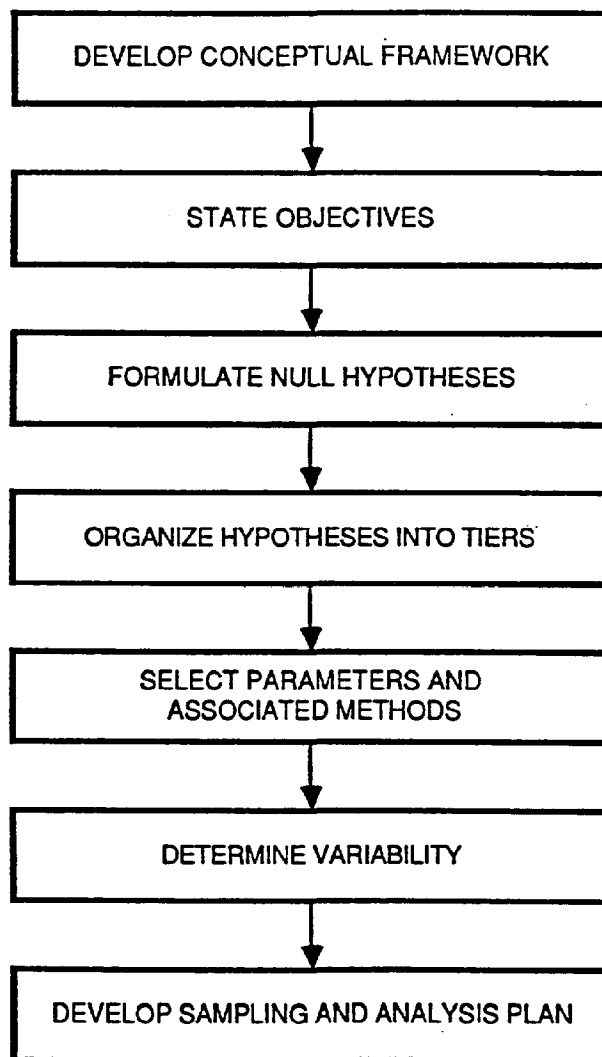 DEVELOP CONCEPTUAL FRAMEWORK
STATE OBJECTIVES
FORMULATE NULL HYPOTHESES
ORGANIZE HYPOTHESES INTO TIERS
SELECT PARAMETERS AND
ASSOCIATED METHODS
DETERMINE VARIABILITY
DEVELOP SAMPLING AND ANALYSIS PLAN